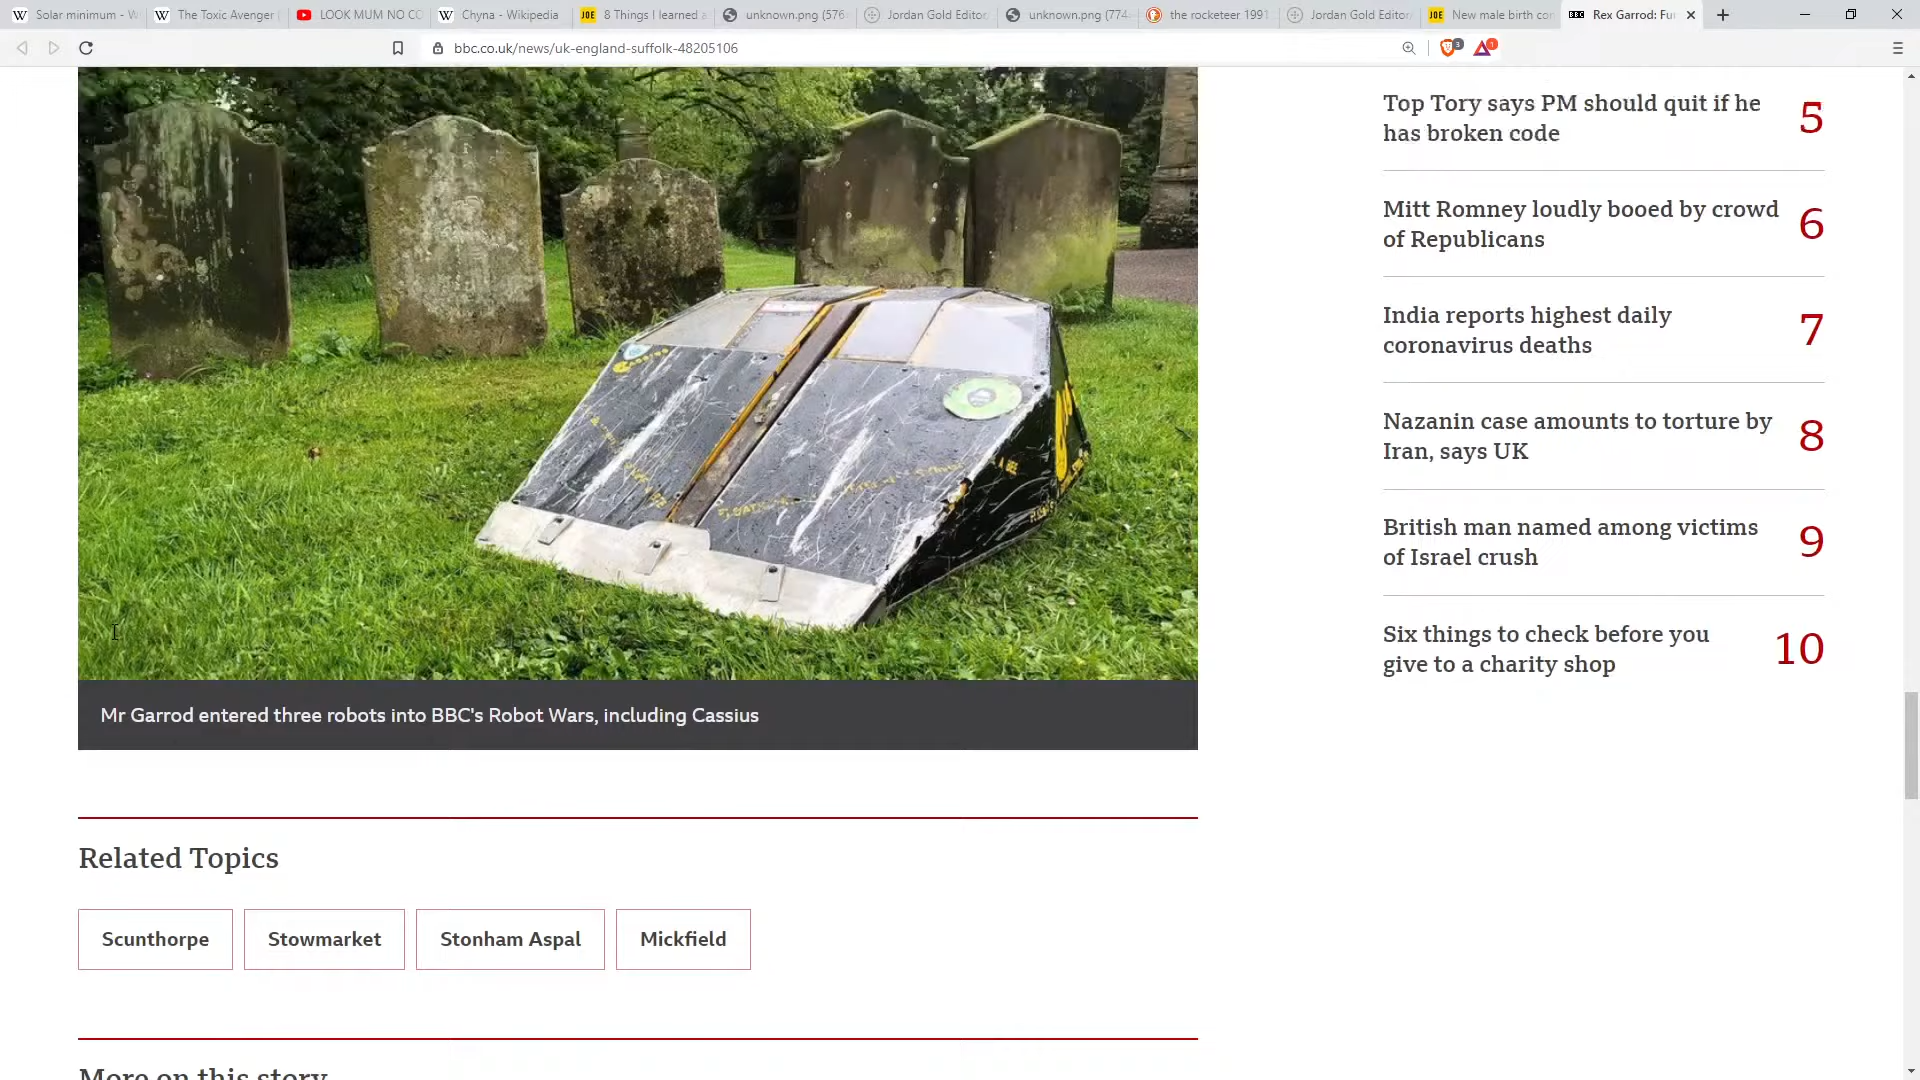 Solar minimum - W
The Toxic Avenger
LOOK MUM NO CO
Chyna - Wikipedia
8 Things I learned a
unknown.png (576
Jordan Gold Editor
unknown.png (774
the rocketeer 1991
Jordan Gold Editor
New male birth con
Rex Garrod: Fu
bbc.co.uk/news/uk-england-suffolk-48205106
Mr Garrod entered three robots into BBC's Robot Wars, including Cassius
Related Topics
Scunthorpe
Stowmarket
Stonham Aspal
Mickfield
More on this story
Top Tory says PM should quit if he
has broken code
5
Mitt Romney loudly booed by crowd
of Republicans
6
India reports highest daily
coronavirus deaths
7
Nazanin case amounts to torture by
Iran, says UK
8
British man named among victims
of Israel crush
9
Six things to check before you
give to a charity shop
10